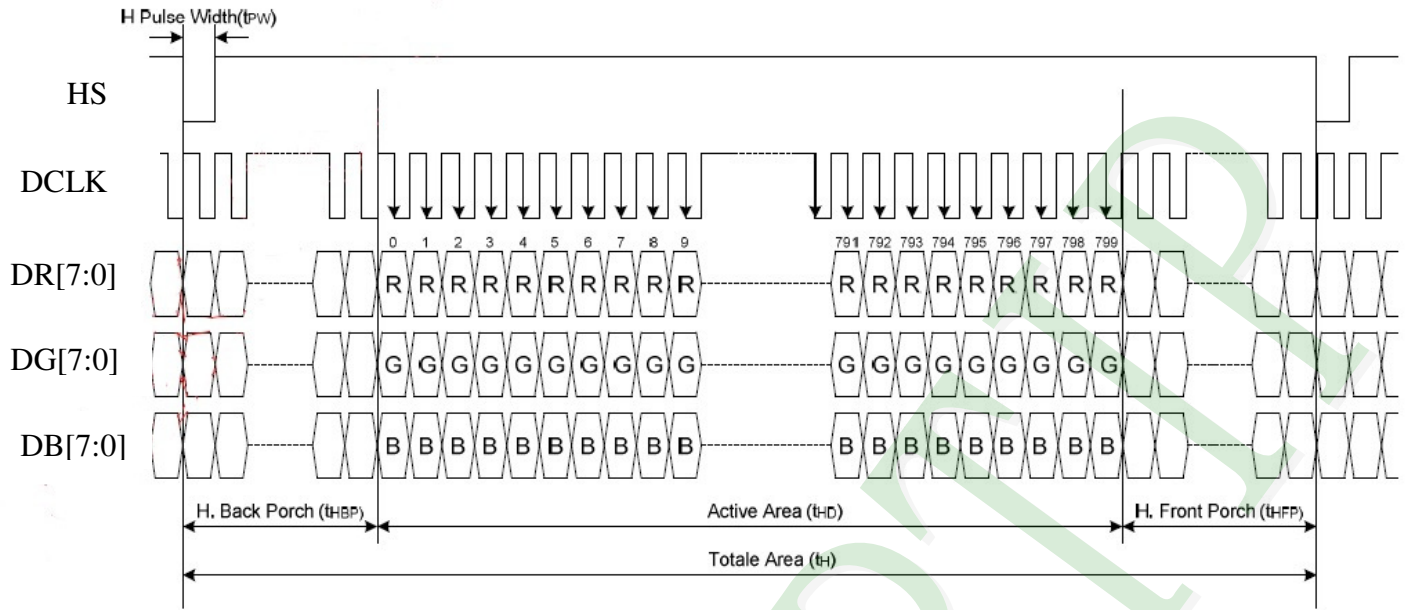 H Pulse Width(tPW)
HS
DCLK
0 1 2 3 4 5 6 7 8 9 791 792 793 794 795 796 797 798 799
DR[7:0] R R R R R R R R R R R R R R R R R R R
DG[7:0] G G G G G G G G G G G G G G G G G G G
DB[7:0] B B B B B B B B B B B B B B B B B B B
H. Back Porch (tHBP) Active Area (tHD) H. Front Porch (tHFP)
Totale Area (tH)
PTIP